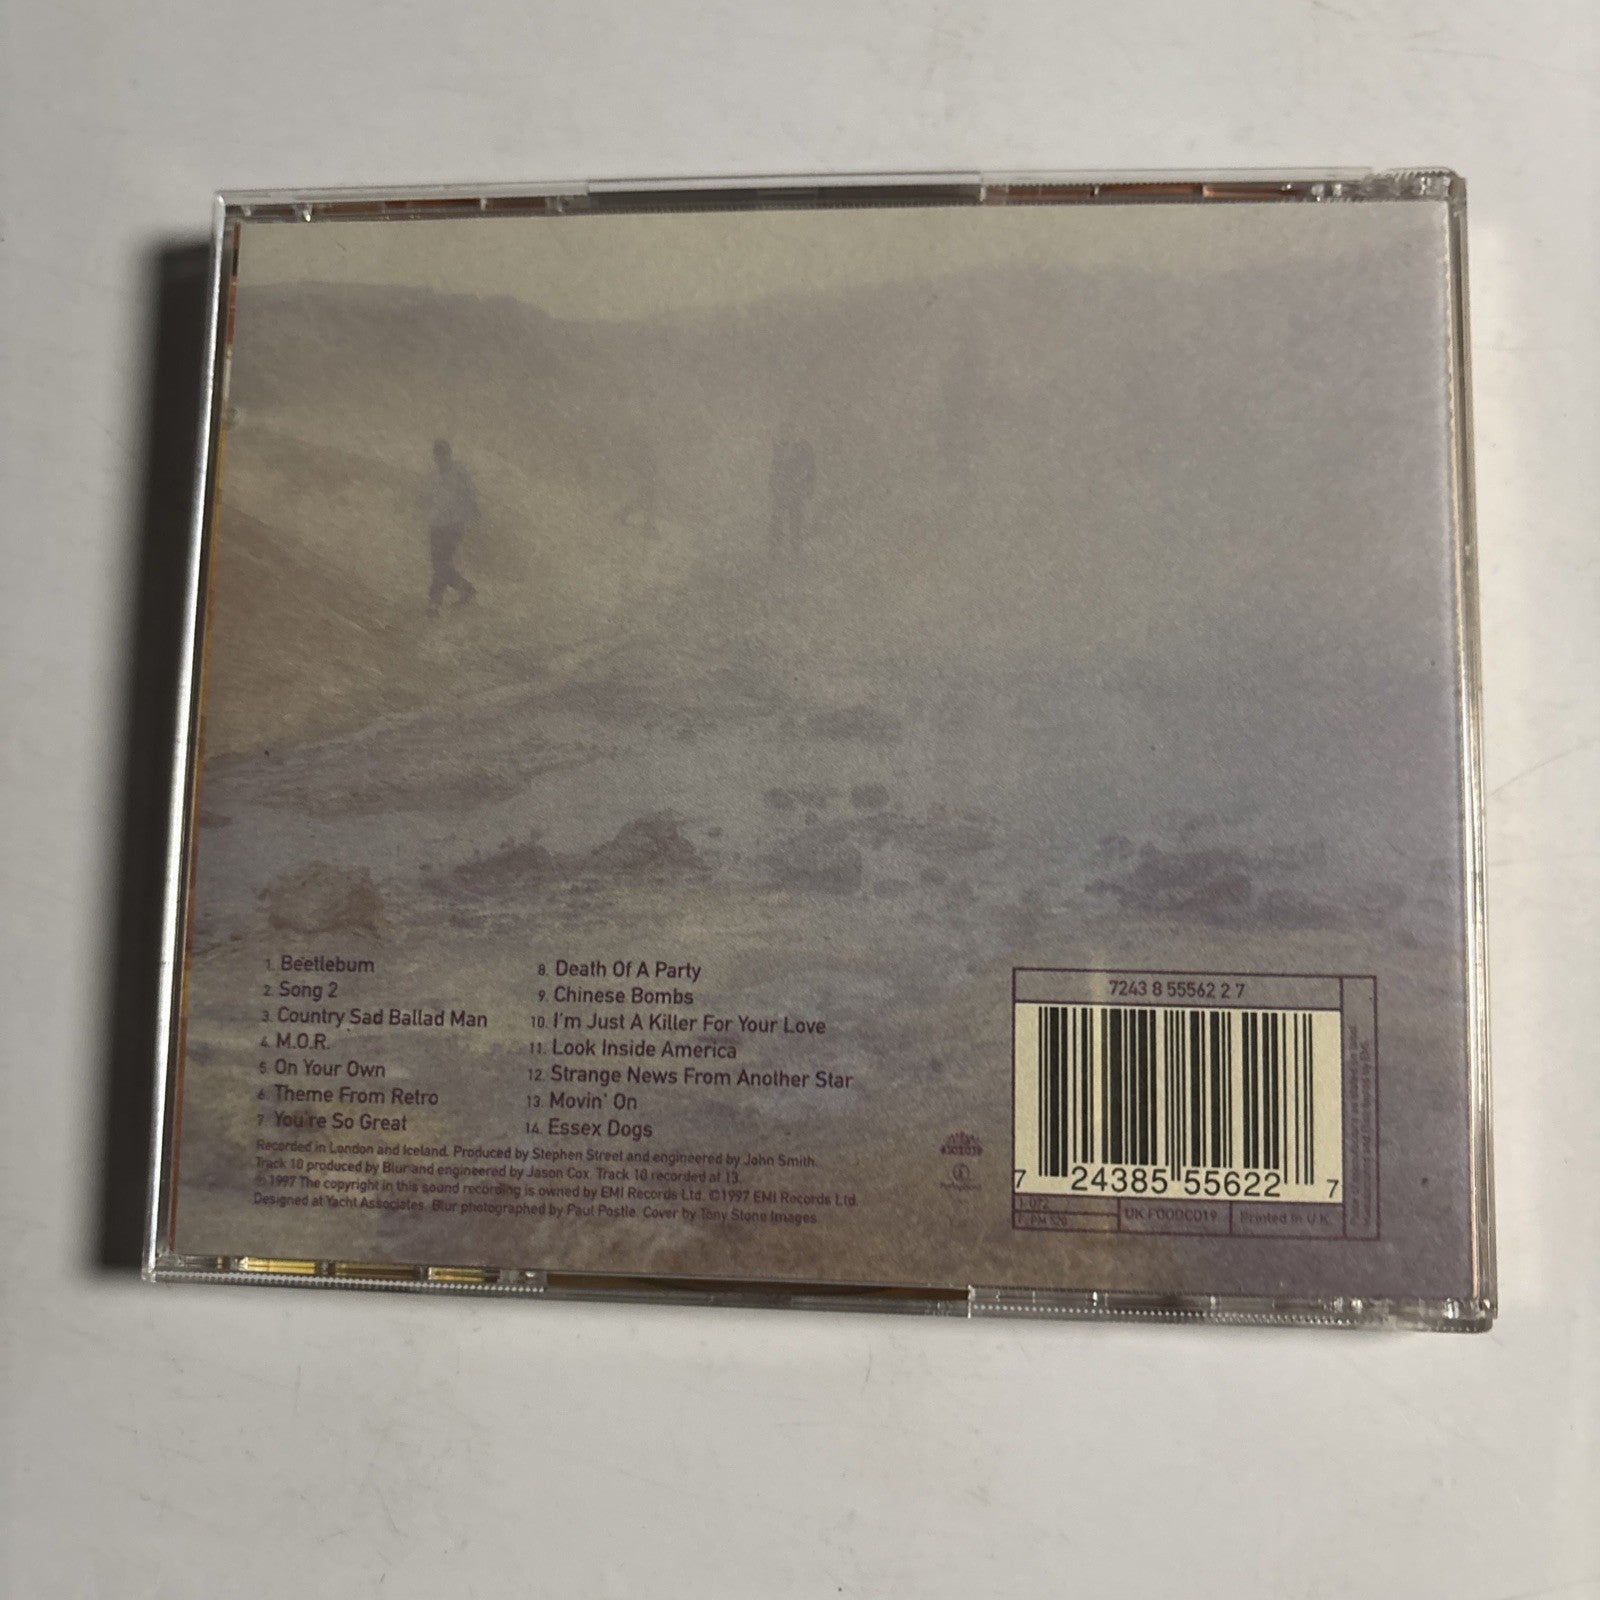 1. Beetlebum
2. Song 2
3. Country Sad Ballad Man
4. M.O.R.
5. On Your Own
6. Theme From Retro
7. You're So Great
8. Death Of A Party
9. Chinese Bombs
10. I'm Just A Killer For Your Love
11. Look Inside America
12. Strange News From Another Star
13. Movin' On
14. Essex Dogs
Recorded in London and Iceland. Produced by Stephen Street and engineered by John Smith.
Track 10 produced by Blur and engineered by Jason Cox. Track 10 recorded at 13.
℗1997 The copyright in this sound recording is owned by EMI Records Ltd. ©1997 EMI Records Ltd.
Designed at Yacht Associates. Blur photographed by Paul Postle. Cover by Tony Stone Images.
Parlophone
7243 8 55562 2 7
7 24385 55622 7
UK FOODCD19
Printed in U.K.